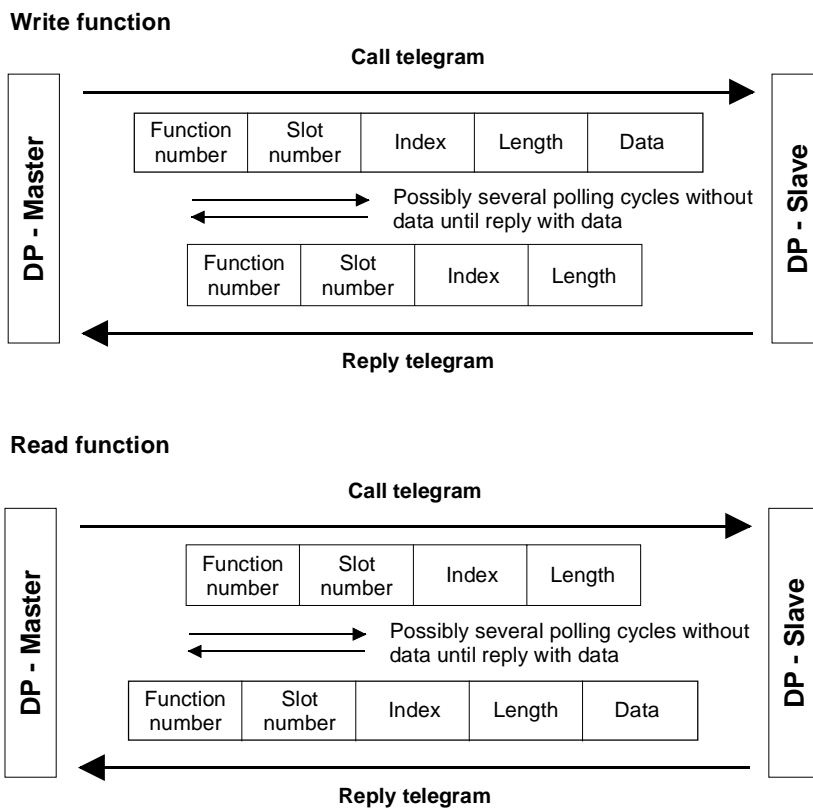 Write function
Call telegram
DP - Master
DP - Slave
Function number
Slot number
Index
Length
Data
Possibly several polling cycles without
data until reply with data
Function number
Slot number
Index
Length
Reply telegram
Read function
Call telegram
DP - Master
DP - Slave
Function number
Slot number
Index
Length
Possibly several polling cycles without
data until reply with data
Function number
Slot number
Index
Length
Data
Reply telegram